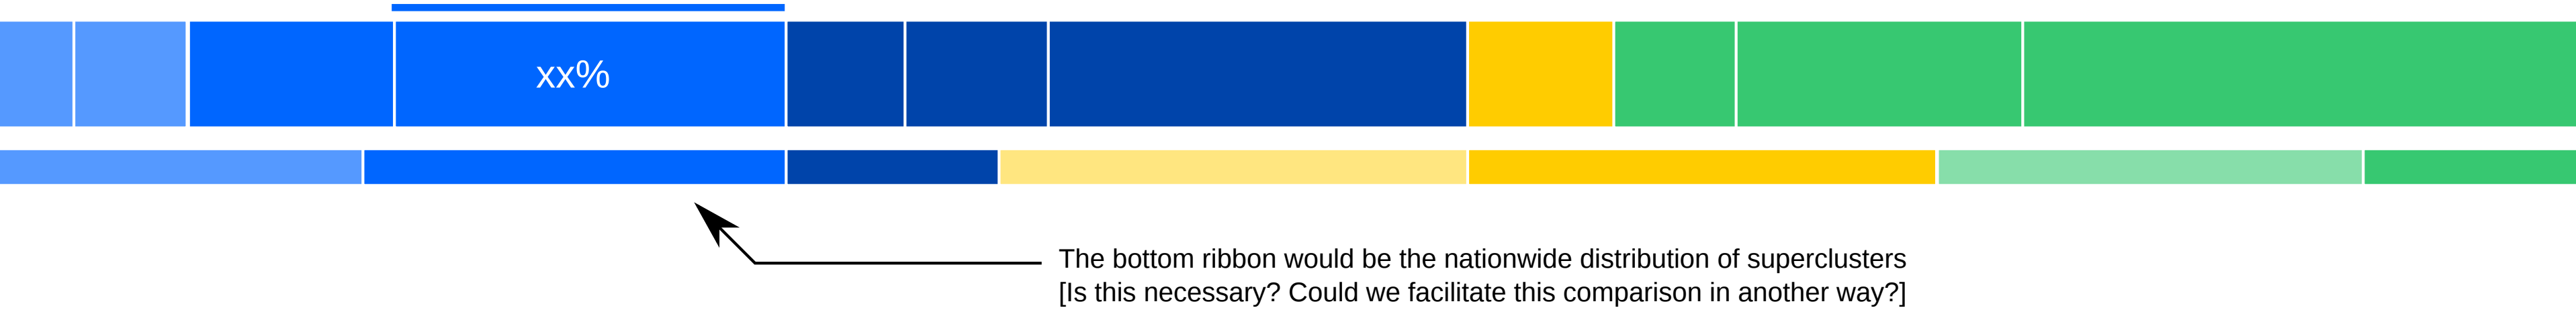 xx%
The bottom ribbon would be the nationwide distribution of superclusters
[Is this necessary? Could we facilitate this comparison in another way?]